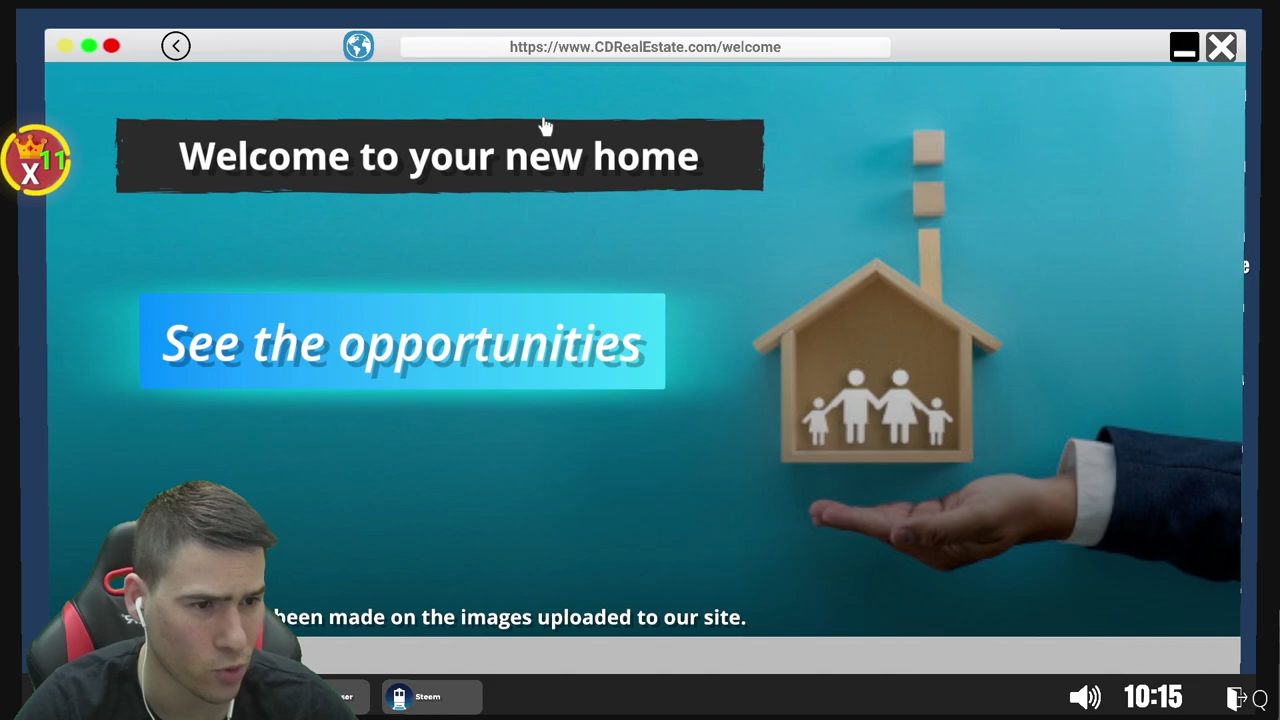 https://www.CDRealEstate.com/welcome
Welcome to your new home
X 11
See the opportunities
been made on the images uploaded to our site.
Steem
10:15
Q